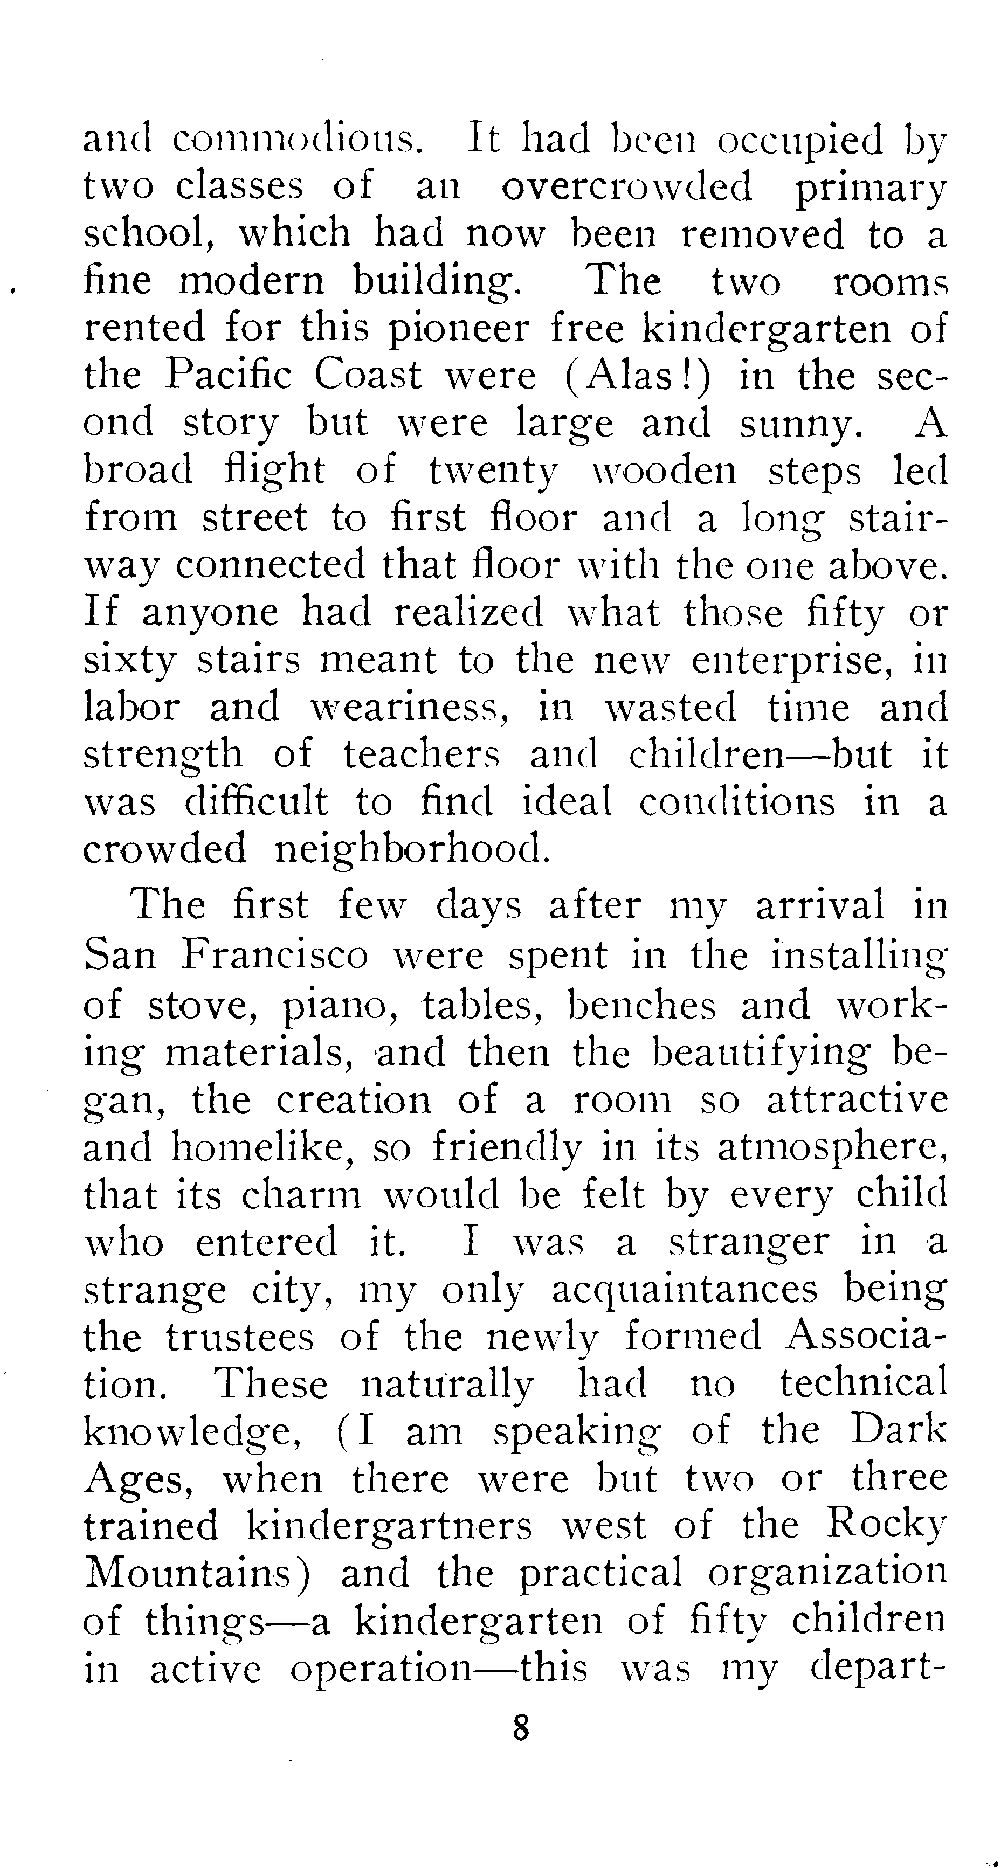 and commodious. It had been occupied by
two classes of an overcrowded primary
school, which had now been removed to a
fine modern building. The two rooms
rented for this pioneer free kindergarten of
the Pacific Coast were (Alas!) in the sec-
ond story but were large and sunny. A
broad flight of twenty wooden steps led
from street to first floor and a long stair-
way connected that floor with the one above.
If anyone had realized what those fifty or
sixty stairs meant to the new enterprise, in
labor and weariness, in wasted time and
strength of teachers and children—but it
was difficult to find ideal conditions in a
crowded neighborhood.
The first few days after my arrival in
San Francisco were spent in the installing
of stove, piano, tables, benches and work-
ing materials, and then the beautifying be-
gan, the creation of a room so attractive
and homelike, so friendly in its atmosphere,
that its charm would be felt by every child
who entered it. I was a stranger in a
strange city, my only acquaintances being
the trustees of the newly formed Associa-
tion. These naturally had no technical
knowledge, (I am speaking of the Dark
Ages, when there were but two or three
trained kindergartners west of the Rocky
Mountains) and the practical organization
of things—a kindergarten of fifty children
in active operation—this was my depart-
8